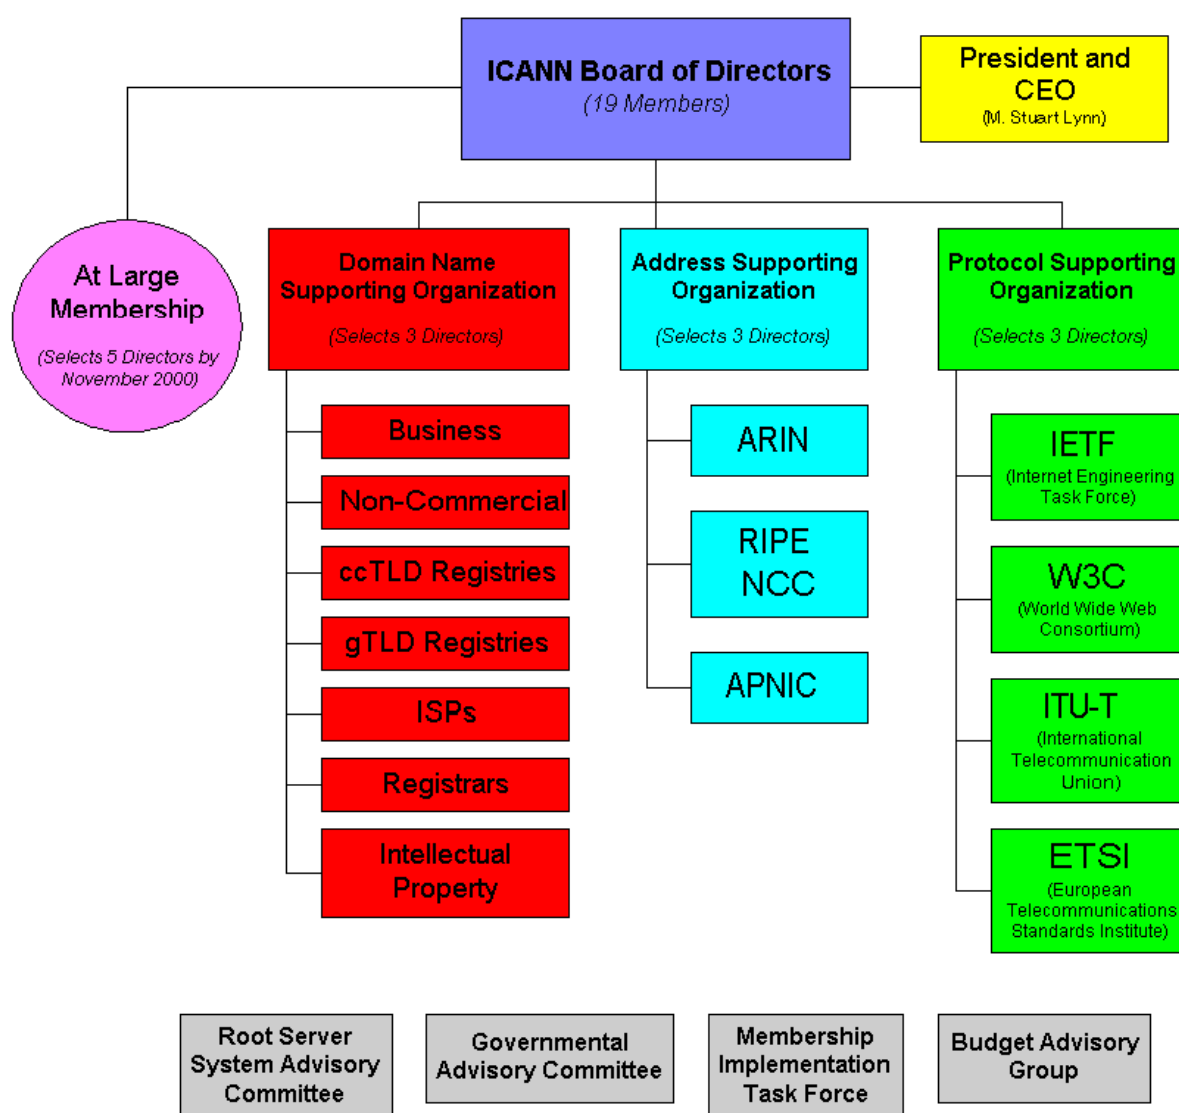 ICANN Board of Directors
(19 Members)
President and
CEO
(M. Stuart Lynn)
At Large
Membership
(Selects 5 Directors by
November 2000)
Domain Name
Supporting Organization
(Selects 3 Directors)
Business
Non-Commercial
ccTLD Registries
gTLD Registries
ISPs
Registrars
Intellectual
Property
Address Supporting
Organization
(Selects 3 Directors)
ARIN
RIPE
NCC
APNIC
Protocol Supporting
Organization
(Selects 3 Directors)
IETF
(Internet Engineering
Task Force)
W3C
(World Wide Web
Consortium)
ITU-T
(International
Telecommunication
Union)
ETSI
(European
Telecommunications
Standards Institute)
Root Server
System Advisory
Committee
Governmental
Advisory Committee
Membership
Implementation
Task Force
Budget Advisory
Group